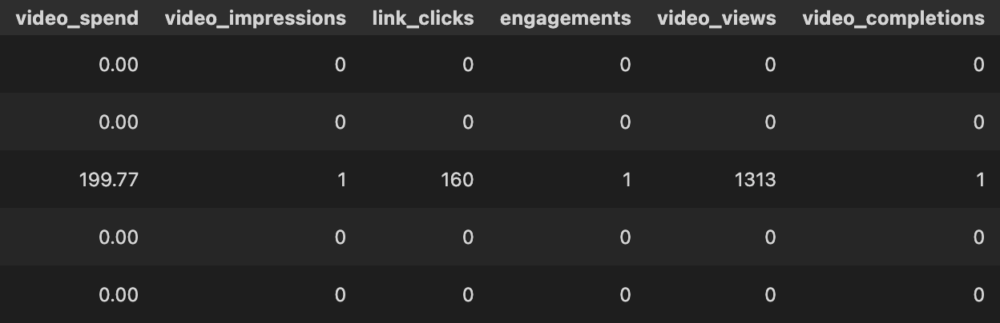 video_spend video_impressions link_clicks engagements video_views video_completions
0.00 0 0 0 0 0
0.00 0 0 0 0 0
199.77 1 160 1 1313 1
0.00 0 0 0 0 0
0.00 0 0 0 0 0